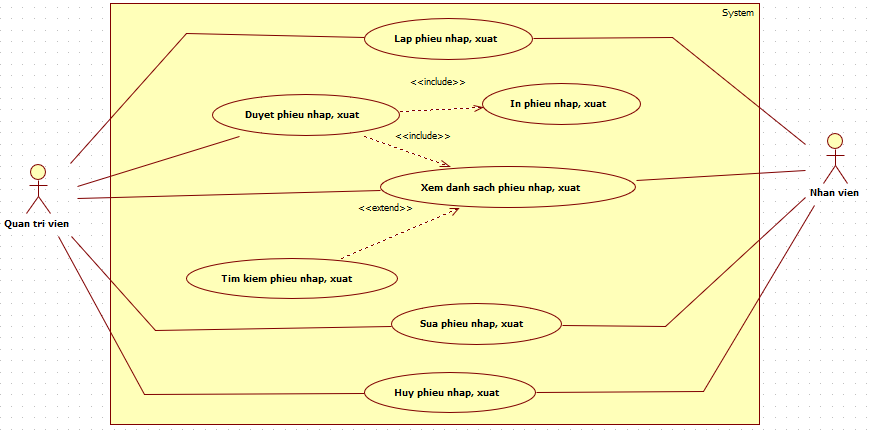 System
Lap phieu nhap, xuat
<<include>>
In phieu nhap, xuat
Duyet phieu nhap, xuat
<<include>>
Xem danh sach phieu nhap, xuat
Nhan vien
<<extend>>
Quan tri vien
Tim kiem phieu nhap, xuat
Sua phieu nhap, xuat
Huy phieu nhap, xuat